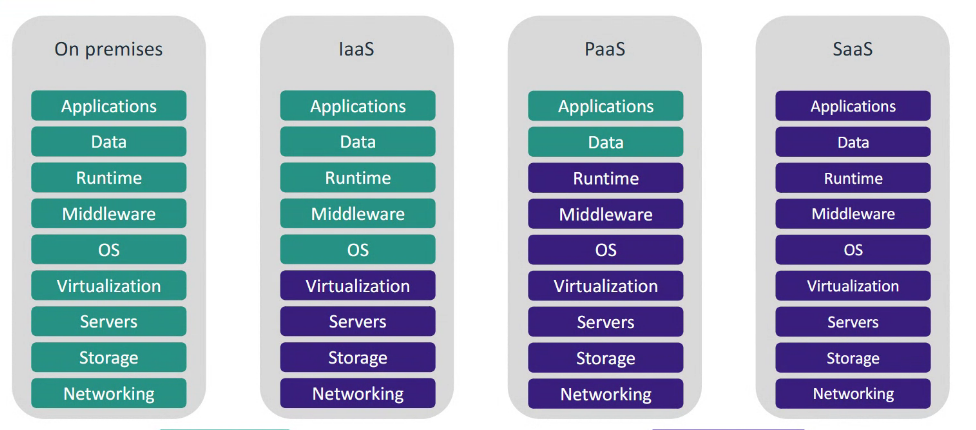 On premises
Applications
Data
Runtime
Middleware
OS
Virtualization
Servers
Storage
Networking
IaaS
Applications
Data
Runtime
Middleware
OS
Virtualization
Servers
Storage
Networking
PaaS
Applications
Data
Runtime
Middleware
OS
Virtualization
Servers
Storage
Networking
SaaS
Applications
Data
Runtime
Middleware
OS
Virtualization
Servers
Storage
Networking